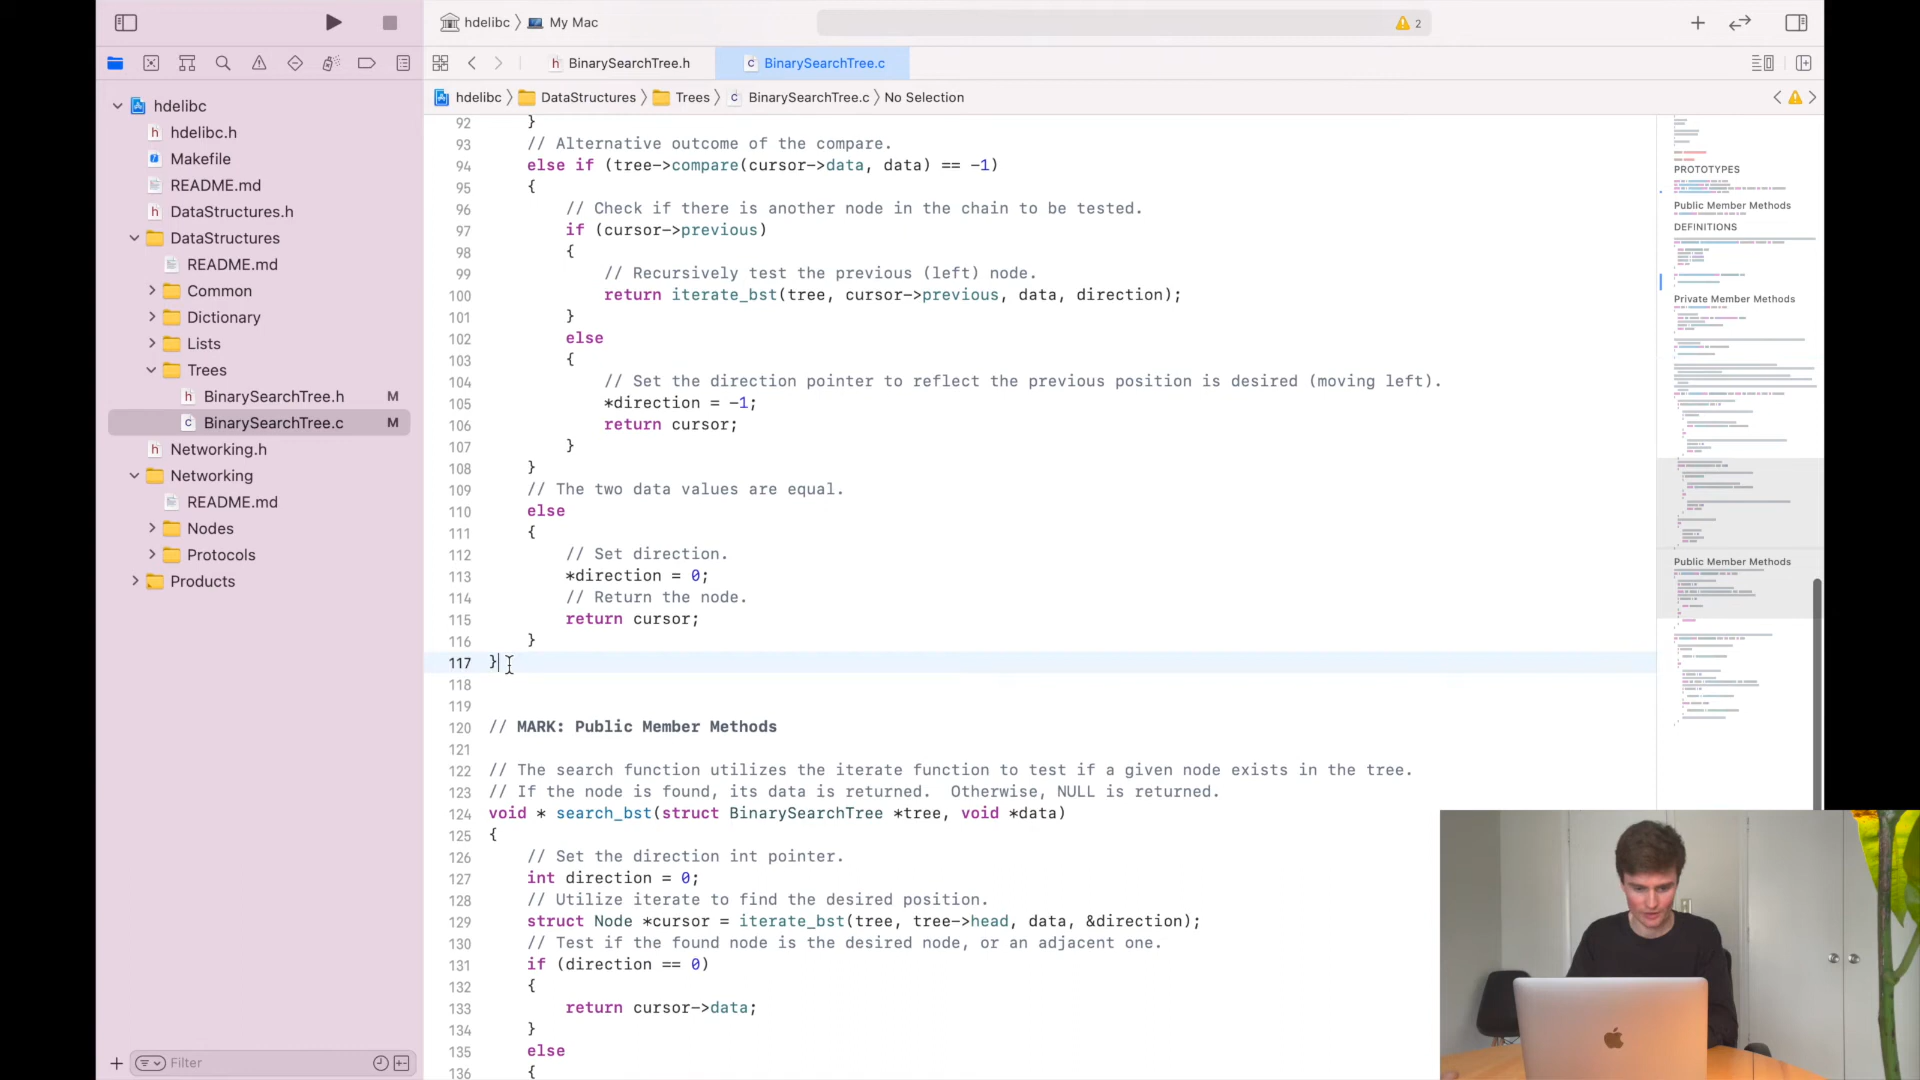 hdelibc
My Mac
2
BinarySearchTree.h
BinarySearchTree.c
hdelibc
DataStructures
Trees
BinarySearchTree.c
No Selection
hdelibc
hdelibc.h
Makefile
README.md
DataStructures.h
DataStructures
README.md
Common
Dictionary
Lists
Trees
BinarySearchTree.h M
BinarySearchTree.c M
Networking.h
Networking
README.md
Nodes
Protocols
Products
Filter
92 }
93 // Alternative outcome of the compare.
94 else if (tree->compare(cursor->data, data) == -1)
95 {
96 // Check if there is another node in the chain to be tested.
97 if (cursor->previous)
98 {
99 // Recursively test the previous (left) node.
100 return iterate_bst(tree, cursor->previous, data, direction);
101 }
102 else
103 {
104 // Set the direction pointer to reflect the previous position is desired (moving left).
105 *direction = -1;
106 return cursor;
107 }
108 }
109 // The two data values are equal.
110 else
111 {
112 // Set direction.
113 *direction = 0;
114 // Return the node.
115 return cursor;
116 }
117 }
118
119
120 // MARK: Public Member Methods
121
122 // The search function utilizes the iterate function to test if a given node exists in the tree.
123 // If the node is found, its data is returned.  Otherwise, NULL is returned.
124 void * search_bst(struct BinarySearchTree *tree, void *data)
125 {
126 // Set the direction int pointer.
127 int direction = 0;
128 // Utilize iterate to find the desired position.
129 struct Node *cursor = iterate_bst(tree, tree->head, data, &direction);
130 // Test if the found node is the desired node, or an adjacent one.
131 if (direction == 0)
132 {
133 return cursor->data;
134 }
135 else
136 {
PROTOTYPES
Public Member Methods
DEFINITIONS
Private Member Methods
Public Member Methods